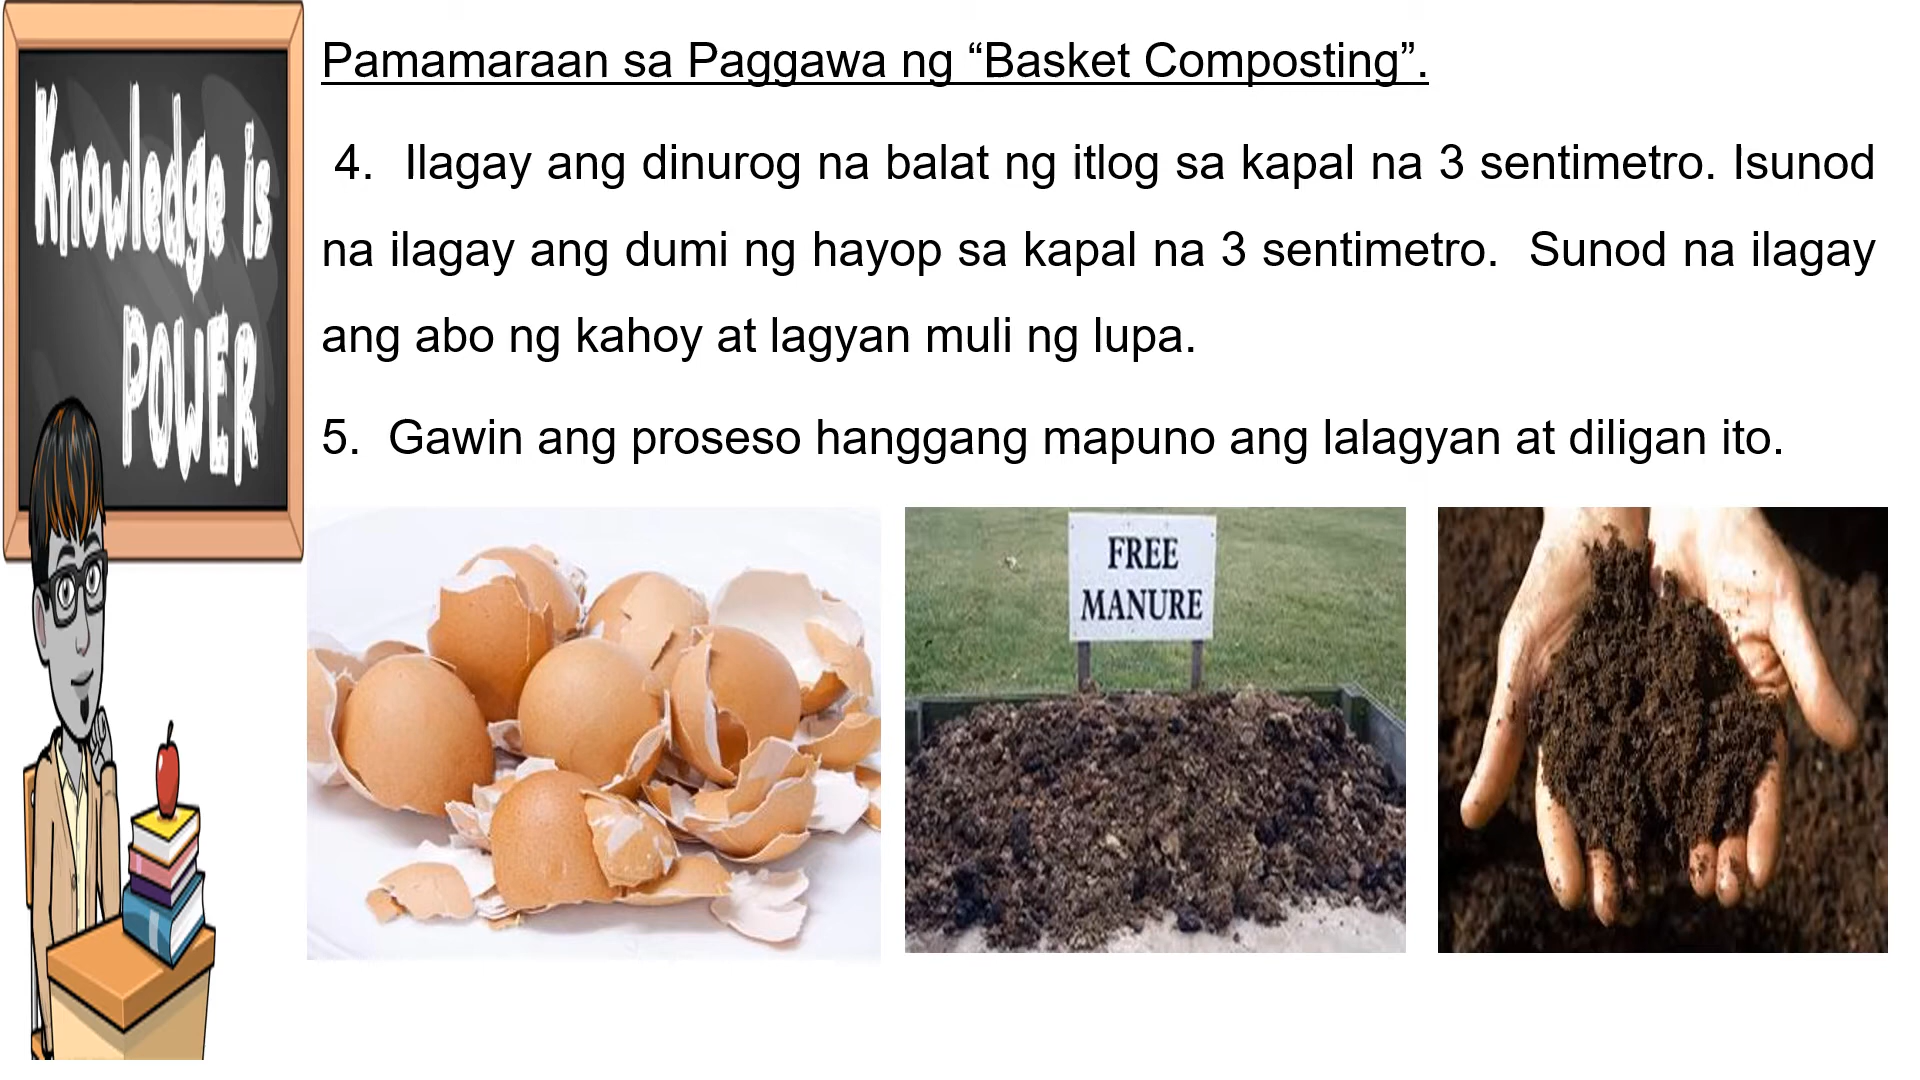 Knowledge is
POWER
Pamamaraan sa Paggawa ng “Basket Composting”.
4. Ilagay ang dinurog na balat ng itlog sa kapal na 3 sentimetro. Isunod
na ilagay ang dumi ng hayop sa kapal na 3 sentimetro. Sunod na ilagay
ang abo ng kahoy at lagyan muli ng lupa.
5. Gawin ang proseso hanggang mapuno ang lalagyan at diligan ito.
FREE
MANURE